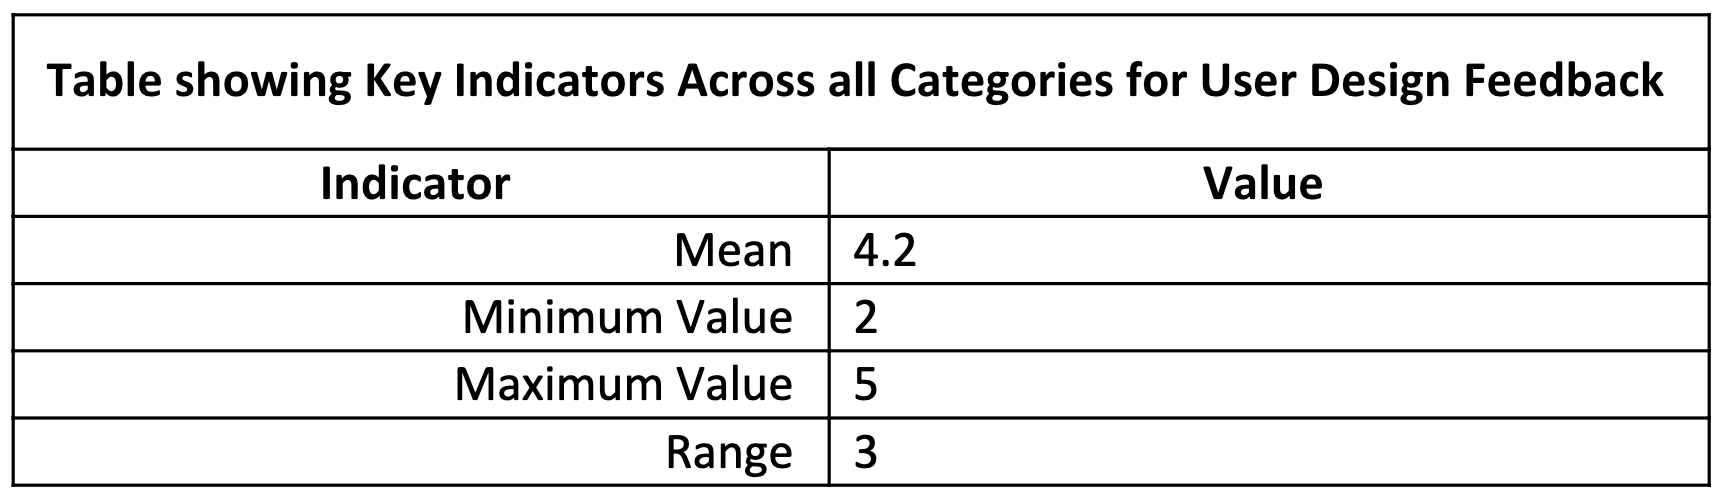 Table showing Key Indicators Across all Categories for User Design Feedback
Indicator Value
Mean 4.2
Minimum Value 2
Maximum Value 5
Range 3